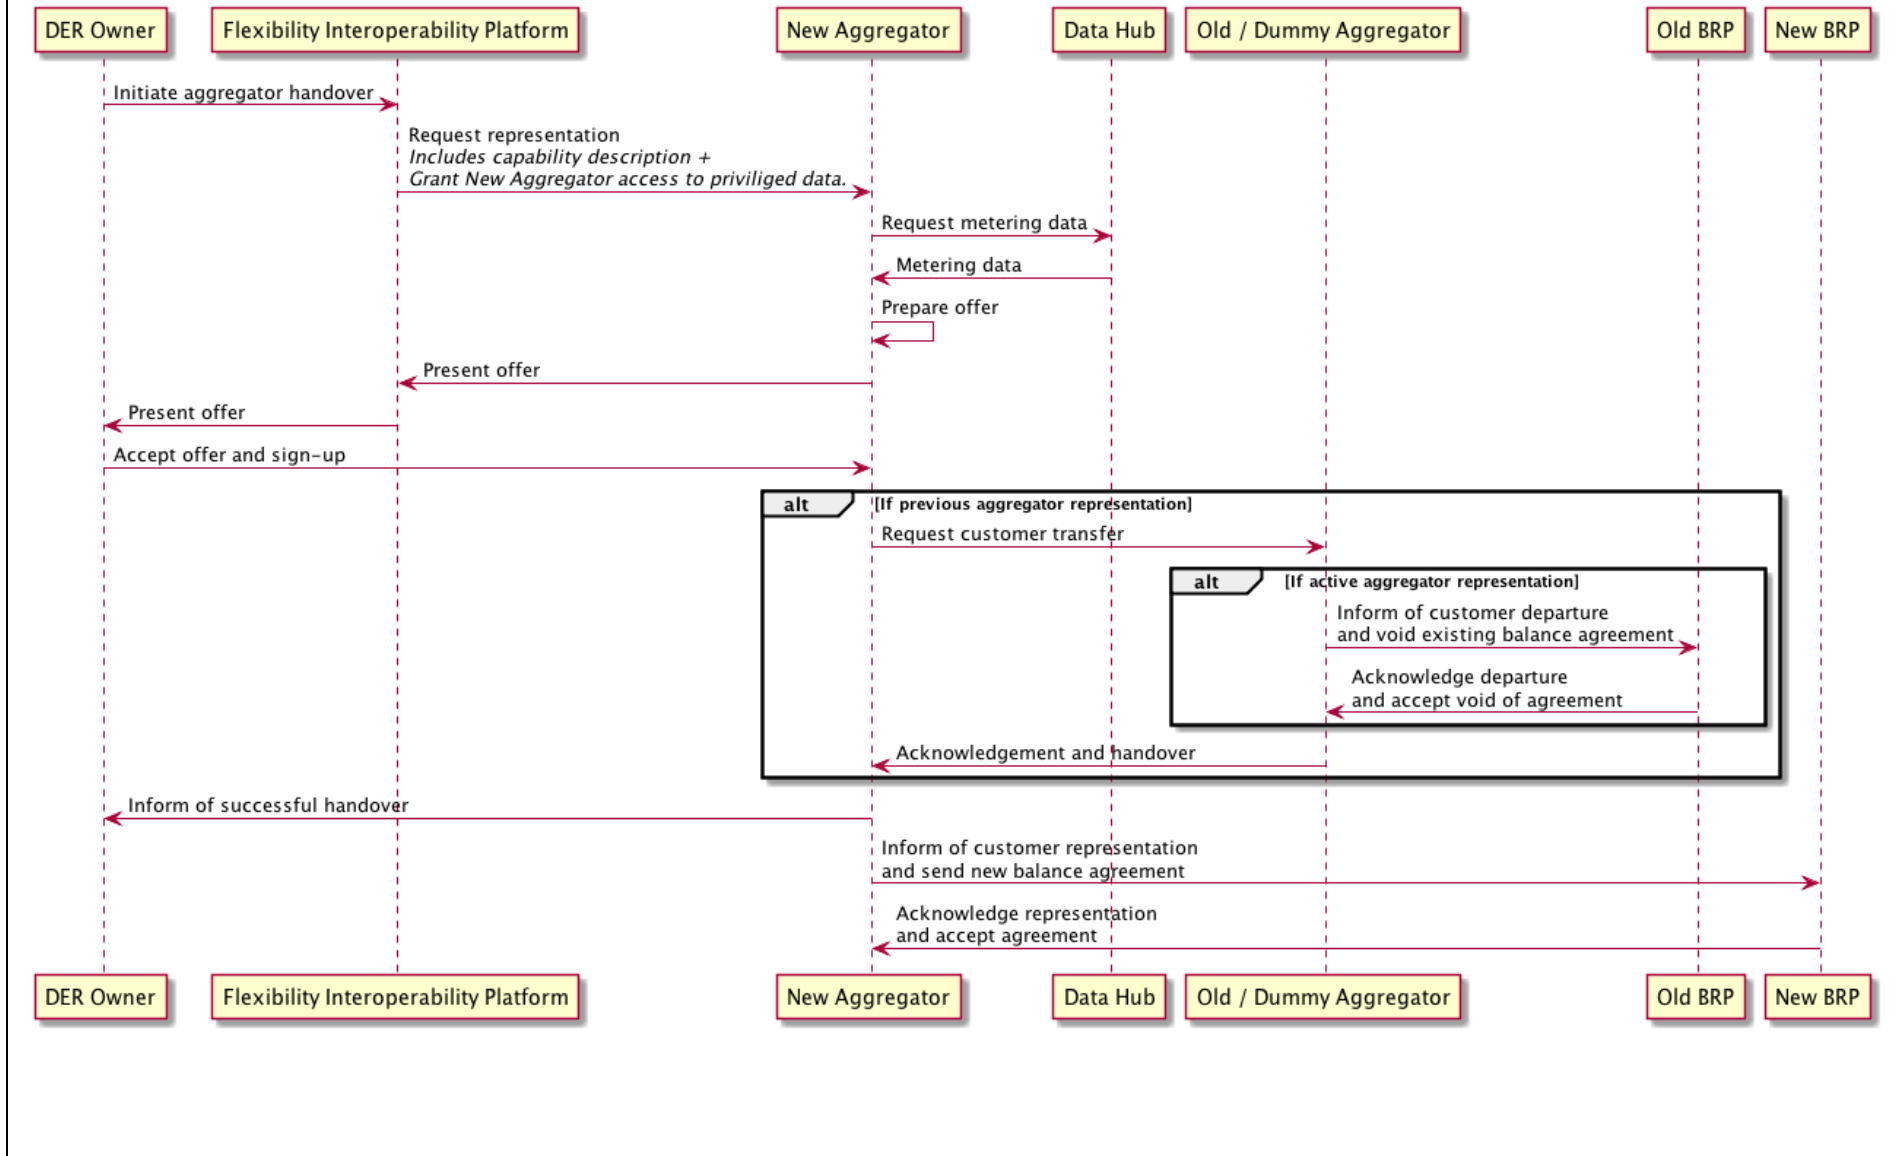 DER Owner
Flexibility Interoperability Platform
New Aggregator
Data Hub
Old / Dummy Aggregator
Old BRP
New BRP
Initiate aggregator handover
Request representation
Includes capability description +
Grant New Aggregator access to priviliged data.
Request metering data
Metering data
Prepare offer
Present offer
Present offer
Accept offer and sign-up
alt [If previous aggregator representation]
Request customer transfer
alt [If active aggregator representation]
Inform of customer departure
and void existing balance agreement
Acknowledge departure
and accept void of agreement
Acknowledgement and handover
Inform of successful handover
Inform of customer representation
and send new balance agreement
Acknowledge representation
and accept agreement
DER Owner
Flexibility Interoperability Platform
New Aggregator
Data Hub
Old / Dummy Aggregator
Old BRP
New BRP